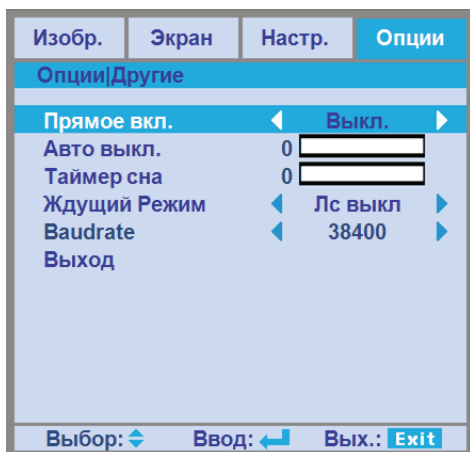 Изобр. Экран Настр. Опции
Опции|Другие
Прямое вкл. Выкл.
Авто выкл. 0
Таймер сна 0
Ждущий Режим Лс выкл
Baudrate 38400
Выход
Выбор: Ввод: Вых.: Exit